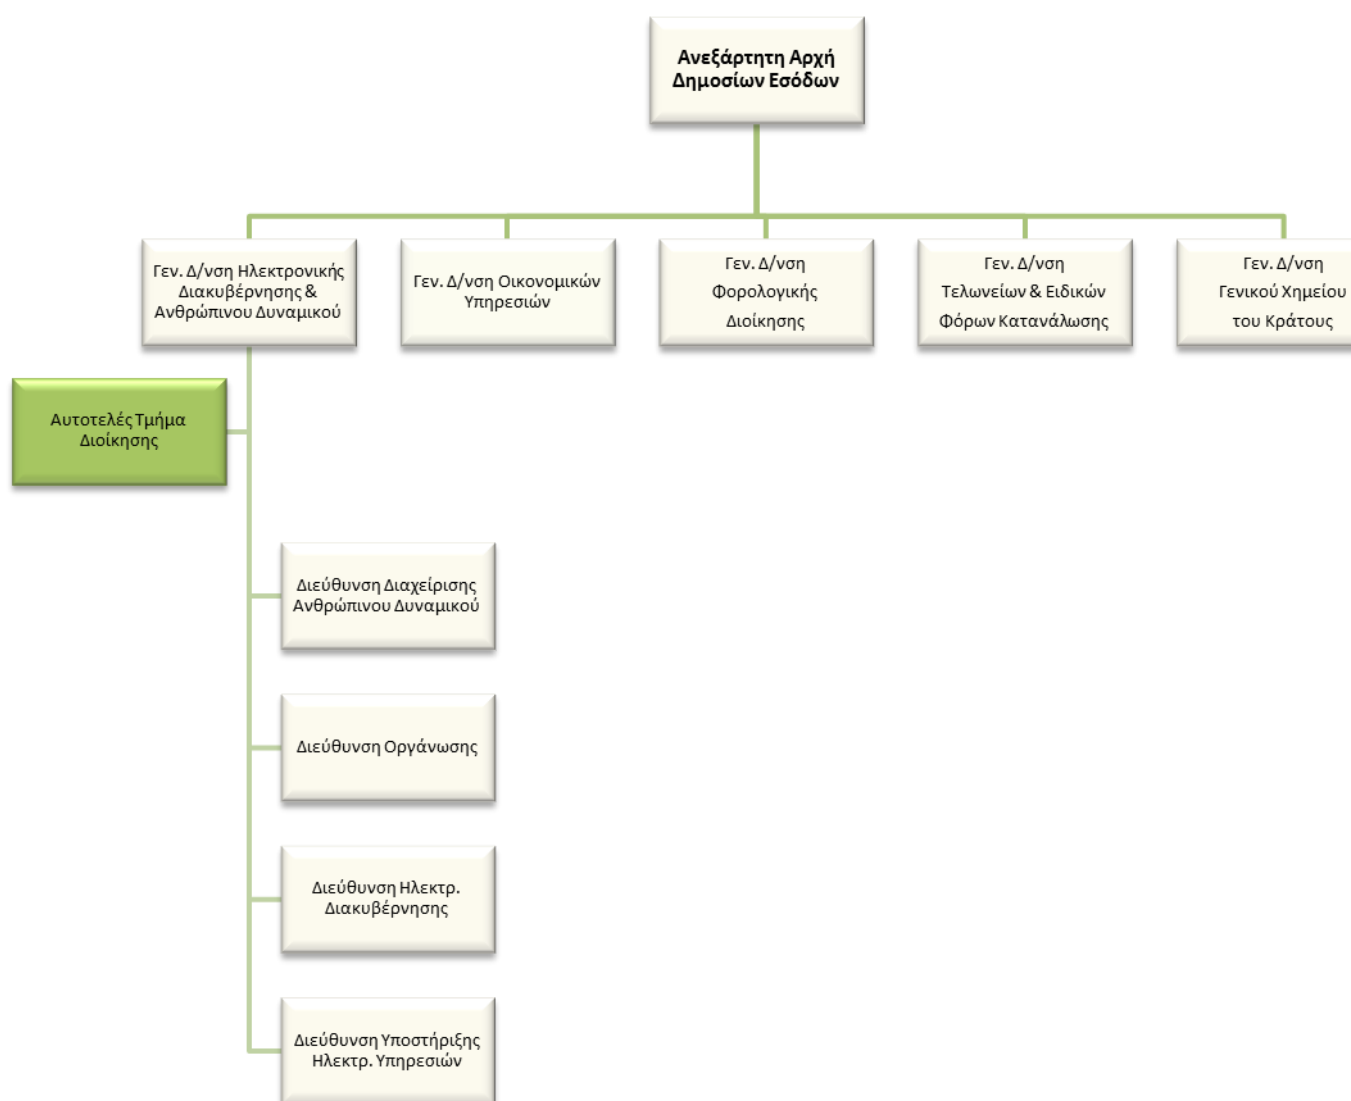 Ανεξάρτητη Αρχή
Δημοσίων Εσόδων
Γεν. Δ/νση Ηλεκτρονικής
Διακυβέρνησης &
Ανθρώπινου Δυναμικού
Γεν. Δ/νση Οικονομικών
Υπηρεσιών
Γεν. Δ/νση
Φορολογικής
Διοίκησης
Γεν. Δ/νση
Τελωνείων & Ειδικών
Φόρων Κατανάλωσης
Γεν. Δ/νση
Γενικού Χημείου
του Κράτους
Αυτοτελές Τμήμα
Διοίκησης
Διεύθυνση Διαχείρισης
Ανθρώπινου Δυναμικού
Διεύθυνση Οργάνωσης
Διεύθυνση Ηλεκτρ.
Διακυβέρνησης
Διεύθυνση Υποστήριξης
Ηλεκτρ. Υπηρεσιών